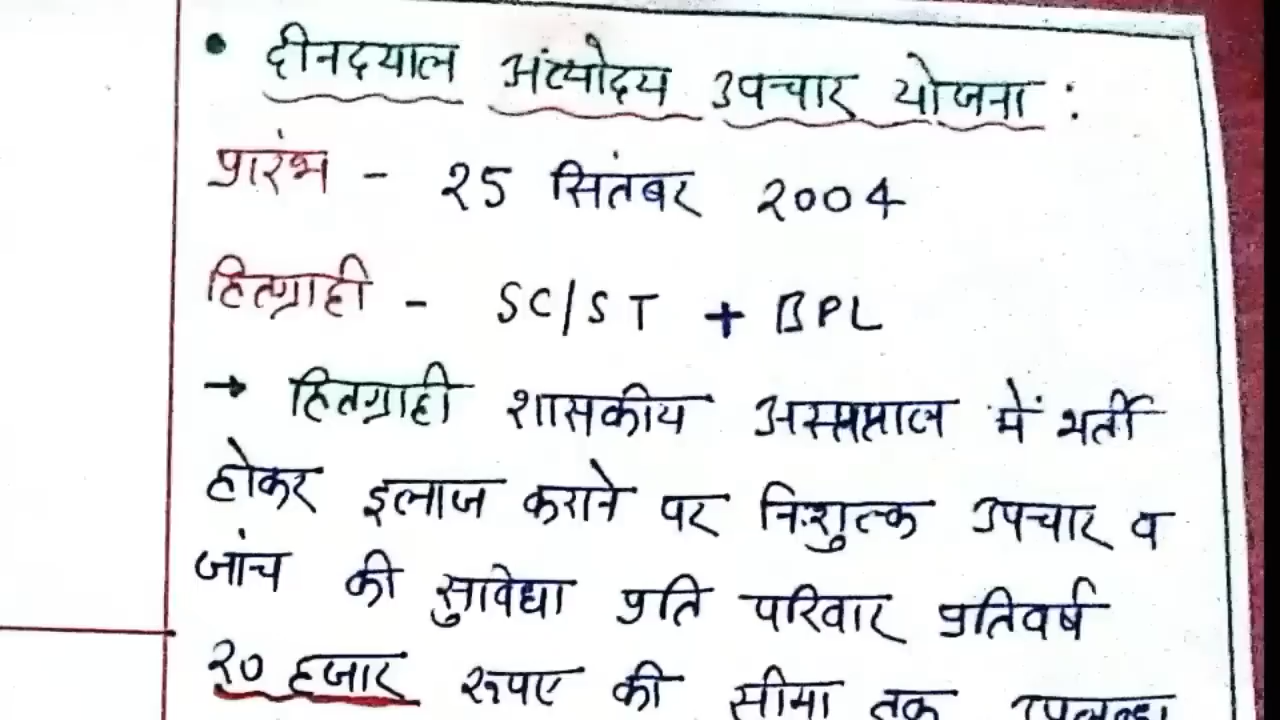 • दीनदयाल अंत्योदय उपचार योजना :
प्रारंभ - 25 सितंबर 2004
हितग्राही - SC/ST + BPL
→ हितग्राही शासकीय अस्पताल में भर्ती
होकर इलाज कराने पर निःशुल्क उपचार व
जांच की सुविधा प्रति परिवार प्रतिवर्ष
20 हजार रूपए की सीमा तक